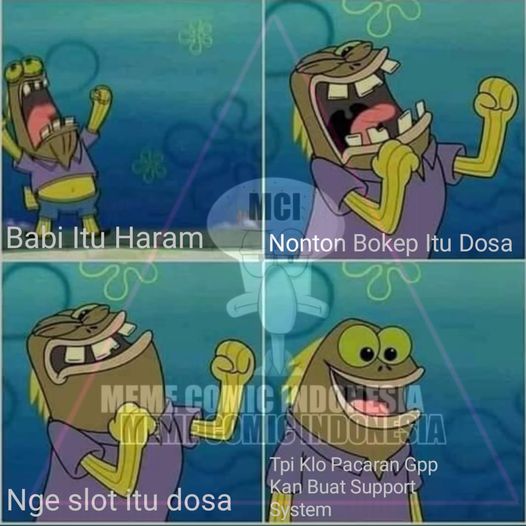 Babi Itu Haram
Nonton Bokep Itu Dosa
MCI
MEME COMIC INDONESIA
MEME COMIC INDONESIA
Nge slot itu dosa
Tpi Klo Pacaran Gpp
Kan Buat Support
System